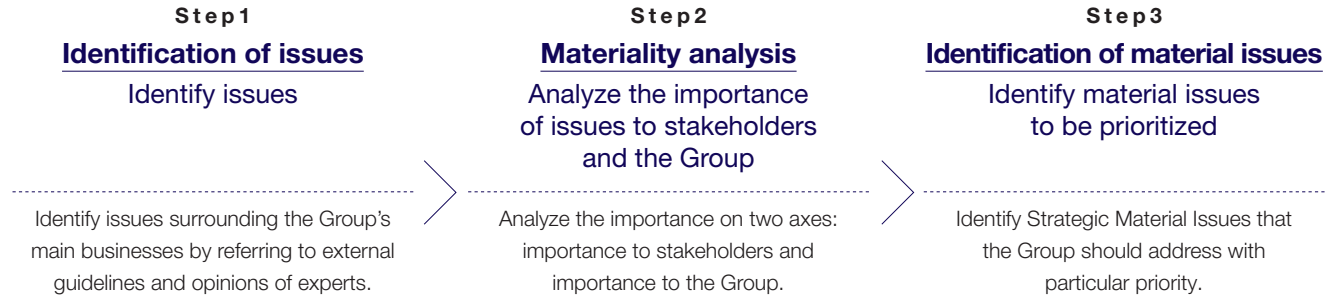 Step1
Identification of issues
Identify issues
Identify issues surrounding the Group's
main businesses by referring to external
guidelines and opinions of experts.
Step2
Materiality analysis
Analyze the importance
of issues to stakeholders
and the Group
Analyze the importance on two axes:
importance to stakeholders and
importance to the Group.
Step3
Identification of material issues
Identify material issues
to be prioritized
Identify Strategic Material Issues that
the Group should address with
particular priority.